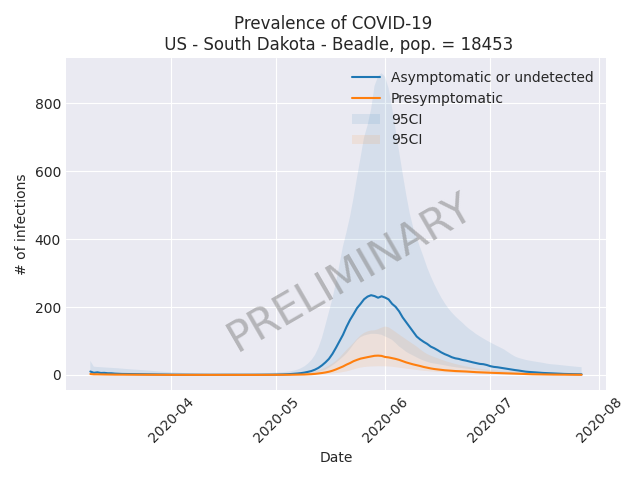 Prevalence of COVID-19
US - South Dakota - Beadle, pop. = 18453
Asymptomatic or undetected
Presymptomatic
95CI
95CI
800
600
400
200
0
# of infections
PRELIMINARY
2020-04
2020-05
2020-06
2020-07
2020-08
Date